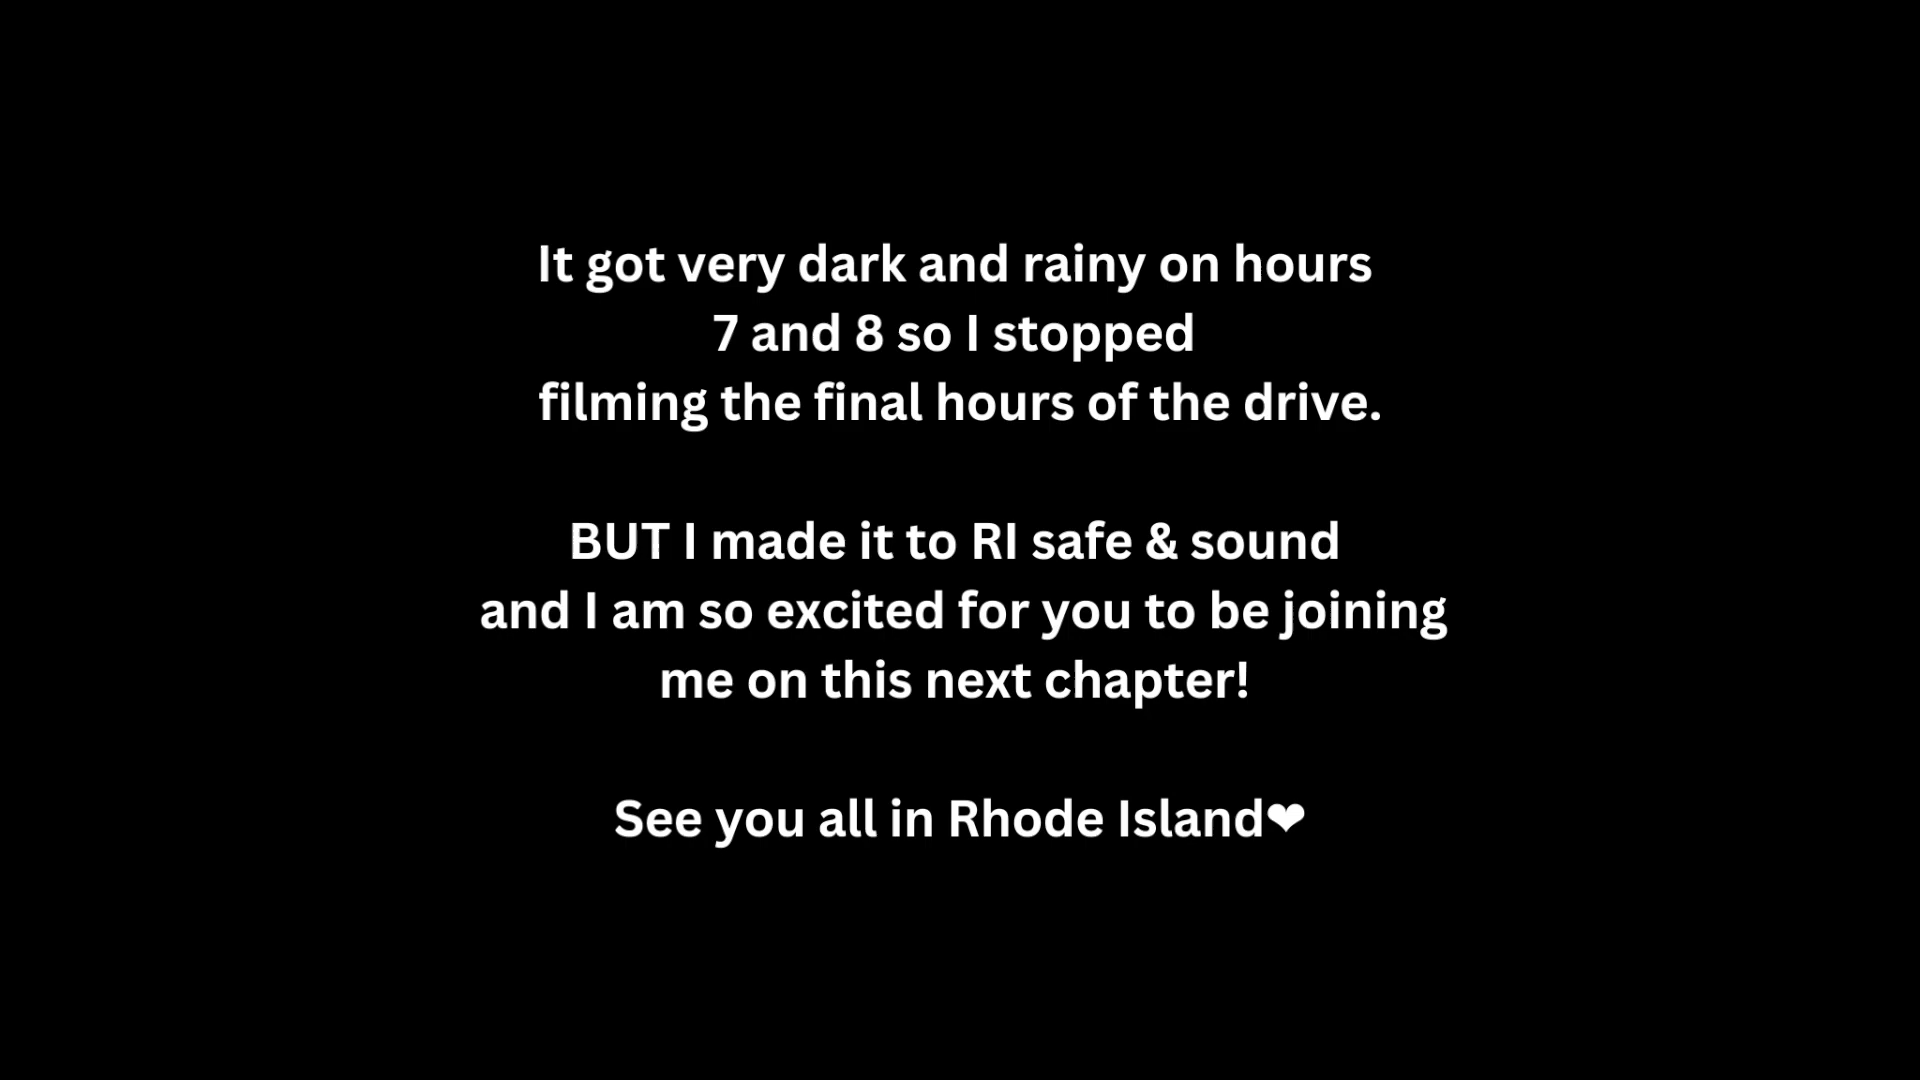 It got very dark and rainy on hours
7 and 8 so I stopped
filming the final hours of the drive.
BUT I made it to RI safe & sound
and I am so excited for you to be joining
me on this next chapter!
See you all in Rhode Island❤